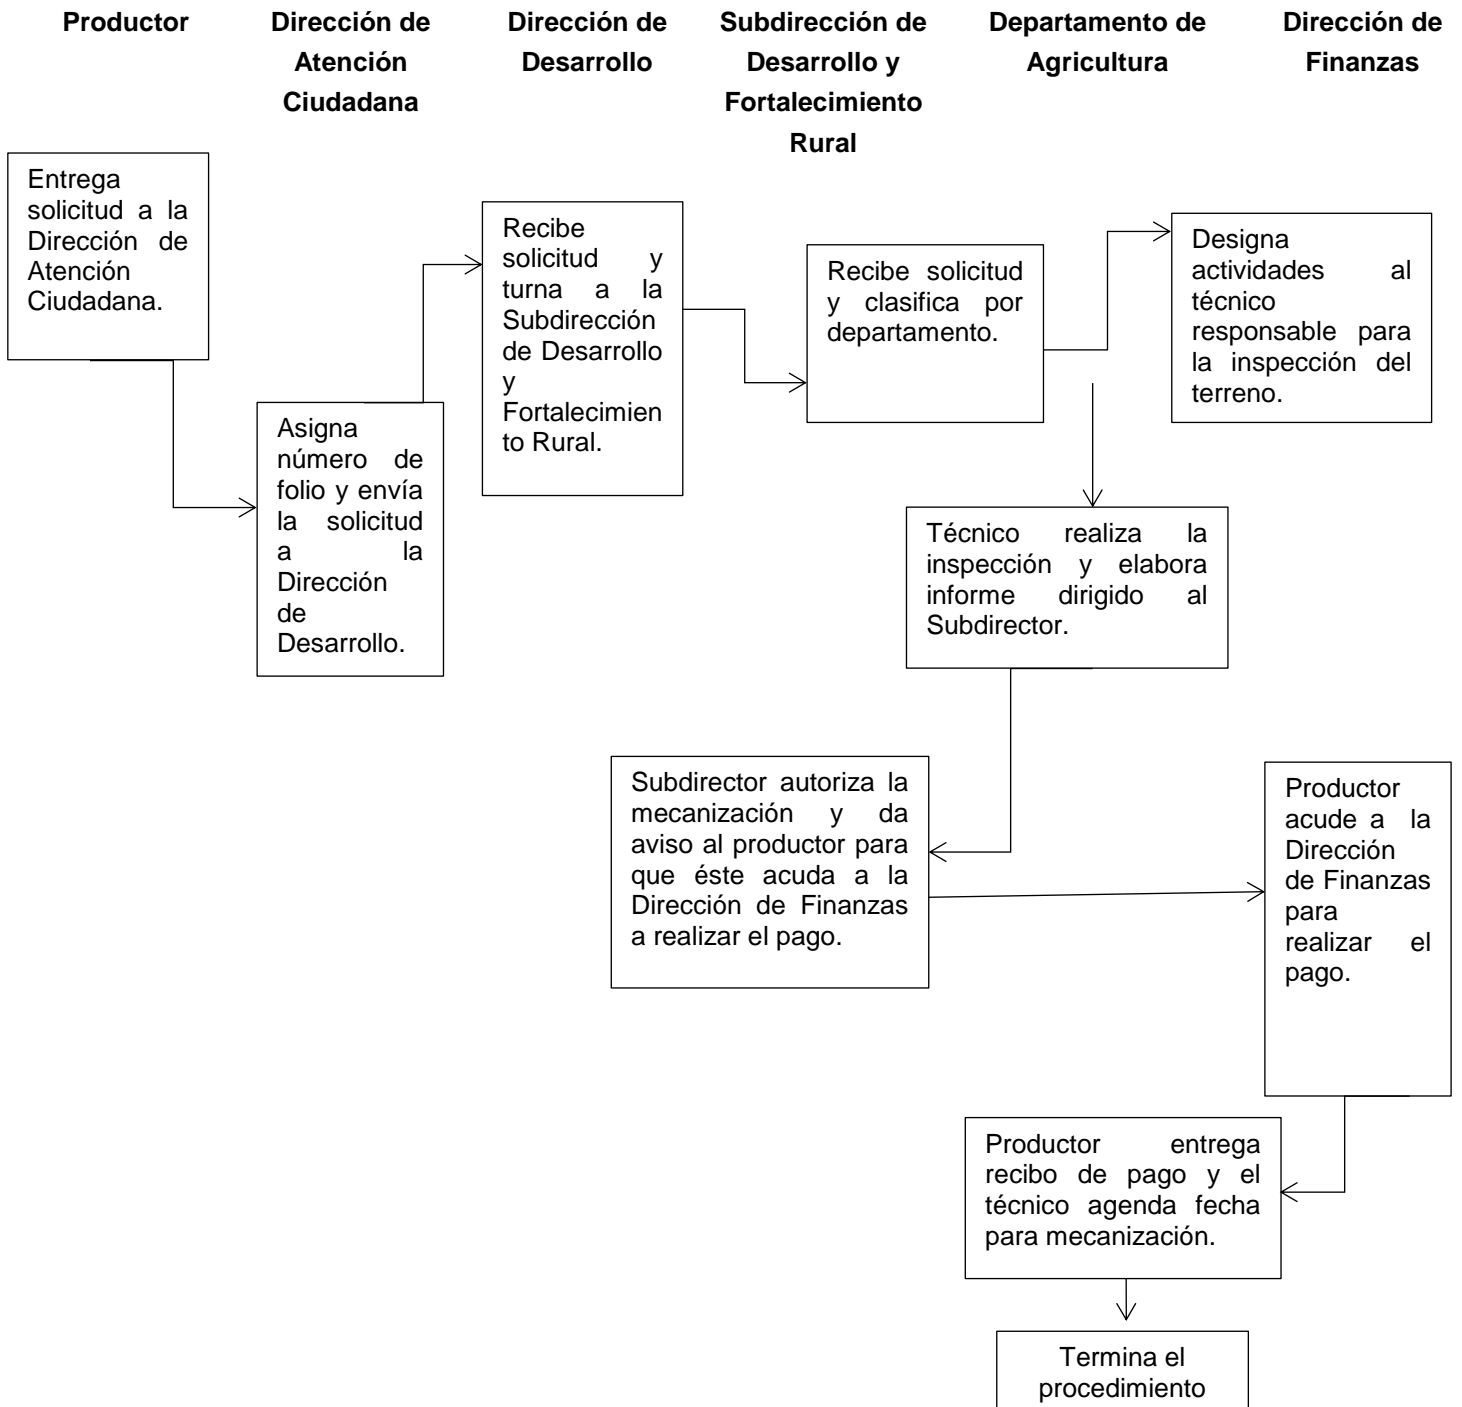 Productor
Dirección de
Atención
Ciudadana
Dirección de
Desarrollo
Subdirección de
Desarrollo y
Fortalecimiento
Rural
Departamento de
Agricultura
Dirección de
Finanzas
Entrega
solicitud a la
Dirección de
Atención
Ciudadana.
Asigna
número de
folio y envía
la solicitud
a la
Dirección
de
Desarrollo.
Recibe
solicitud y
turna a la
Subdirección
de Desarrollo
y
Fortalecimien
to Rural.
Recibe solicitud
y clasifica por
departamento.
Designa
actividades al
técnico
responsable para
la inspección del
terreno.
Técnico realiza la
inspección y elabora
informe dirigido al
Subdirector.
Subdirector autoriza la
mecanización y da
aviso al productor para
que éste acuda a la
Dirección de Finanzas
a realizar el pago.
Productor
acude a la
Dirección
de Finanzas
para
realizar el
pago.
Productor entrega
recibo de pago y el
técnico agenda fecha
para mecanización.
Termina el
procedimiento